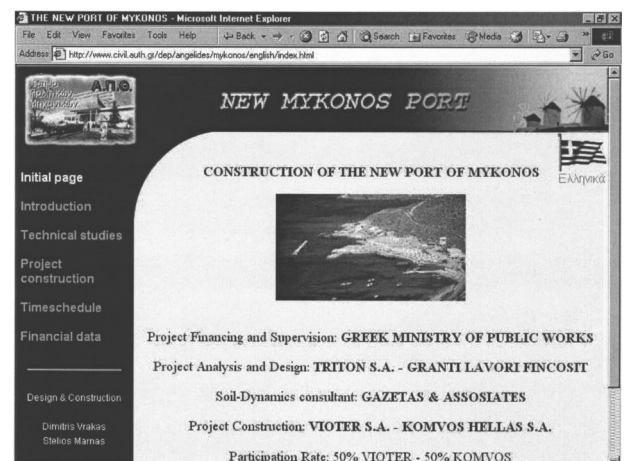 THE NEW PORT OF MYKONOS - Microsoft Internet Explorer
File Edit View Favorites Tools Help Back Search Favorites Media
Address http://www.civil.auth.gr/dep/angelides/mykonos/english/index.html Go
Α.Π.Θ.
NEW MYKONOS PORT
Ελληνικά
Initial page
Introduction
Technical studies
Project
construction
Timeschedule
Financial data
Design & Construction
Dimitris Vrakas
Stelios Marnas
CONSTRUCTION OF THE NEW PORT OF MYKONOS
Project Financing and Supervision: GREEK MINISTRY OF PUBLIC WORKS
Project Analysis and Design: TRITON S.A. - GRANTI LAVORI FINCOSIT
Soil-Dynamics consultant: GAZETAS & ASSOSIATES
Project Construction: VIOTER S.A. - KOMVOS HELLAS S.A.
Participation Rate: 50% VIOTER - 50% KOMVOS